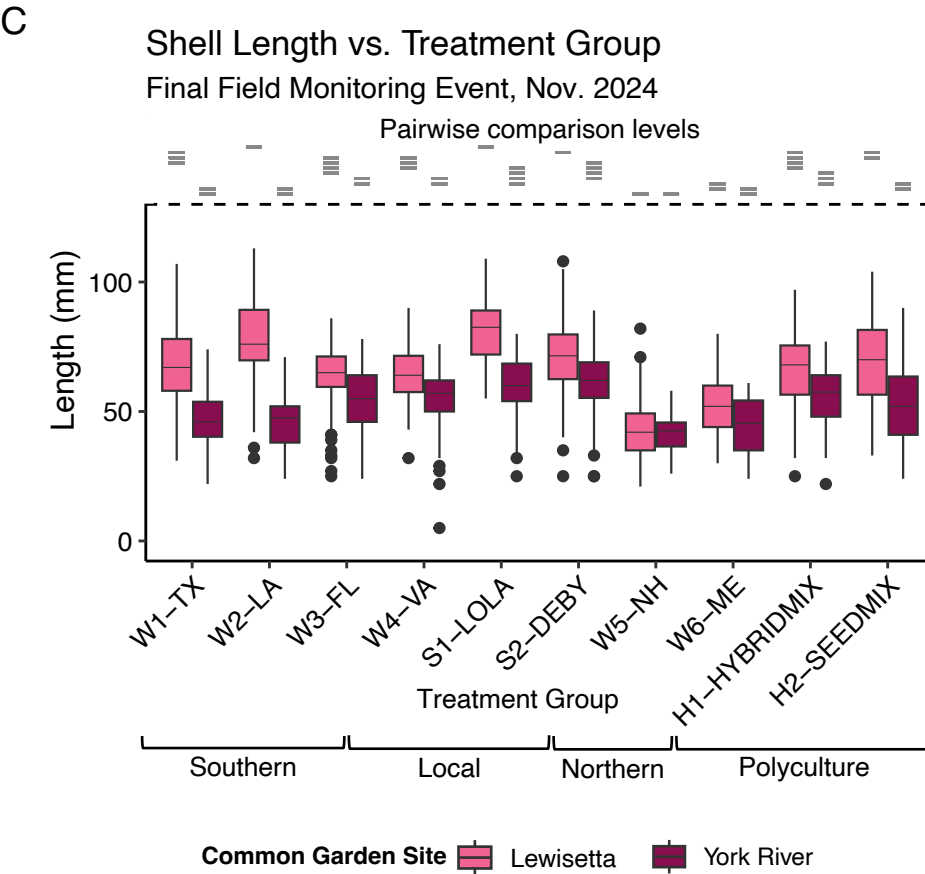 C
Shell Length vs. Treatment Group
Final Field Monitoring Event, Nov. 2024
Pairwise comparison levels
Length (mm)
100
50
0
W1−TX
W2−LA
W3−FL
W4−VA
S1−LOLA
S2−DEBY
W5−NH
W6−ME
H1−HYBRIDMIX
H2−SEEDMIX
Treatment Group
Southern Local Northern Polyculture
Common Garden Site Lewisetta York River